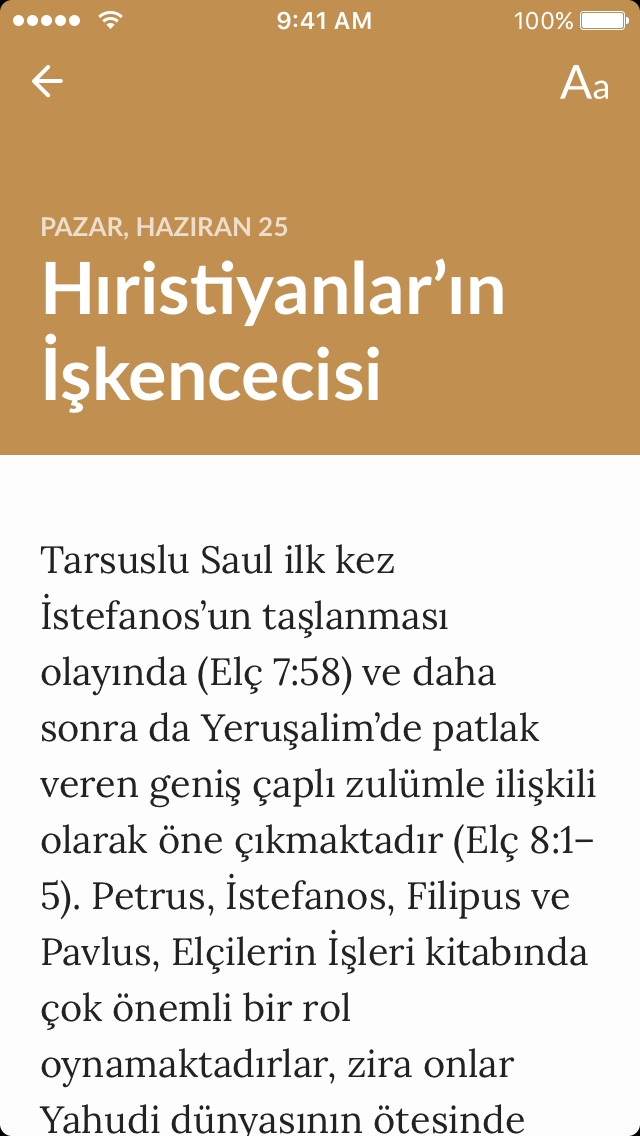 9:41 AM
100%
Aa
PAZAR, HAZIRAN 25
Hıristiyanlar’ın
İşkencecisi
Tarsuslu Saul ilk kez
İstefanos’un taşlanması
olayında (Elç 7:58) ve daha
sonra da Yeruşalim’de patlak
veren geniş çaplı zulümle ilişkili
olarak öne çıkmaktadır (Elç 8:1–
5). Petrus, İstefanos, Filipus ve
Pavlus, Elçilerin İşleri kitabında
çok önemli bir rol
oynamaktadırlar, zira onlar
Yahudi dünyasının ötesinde